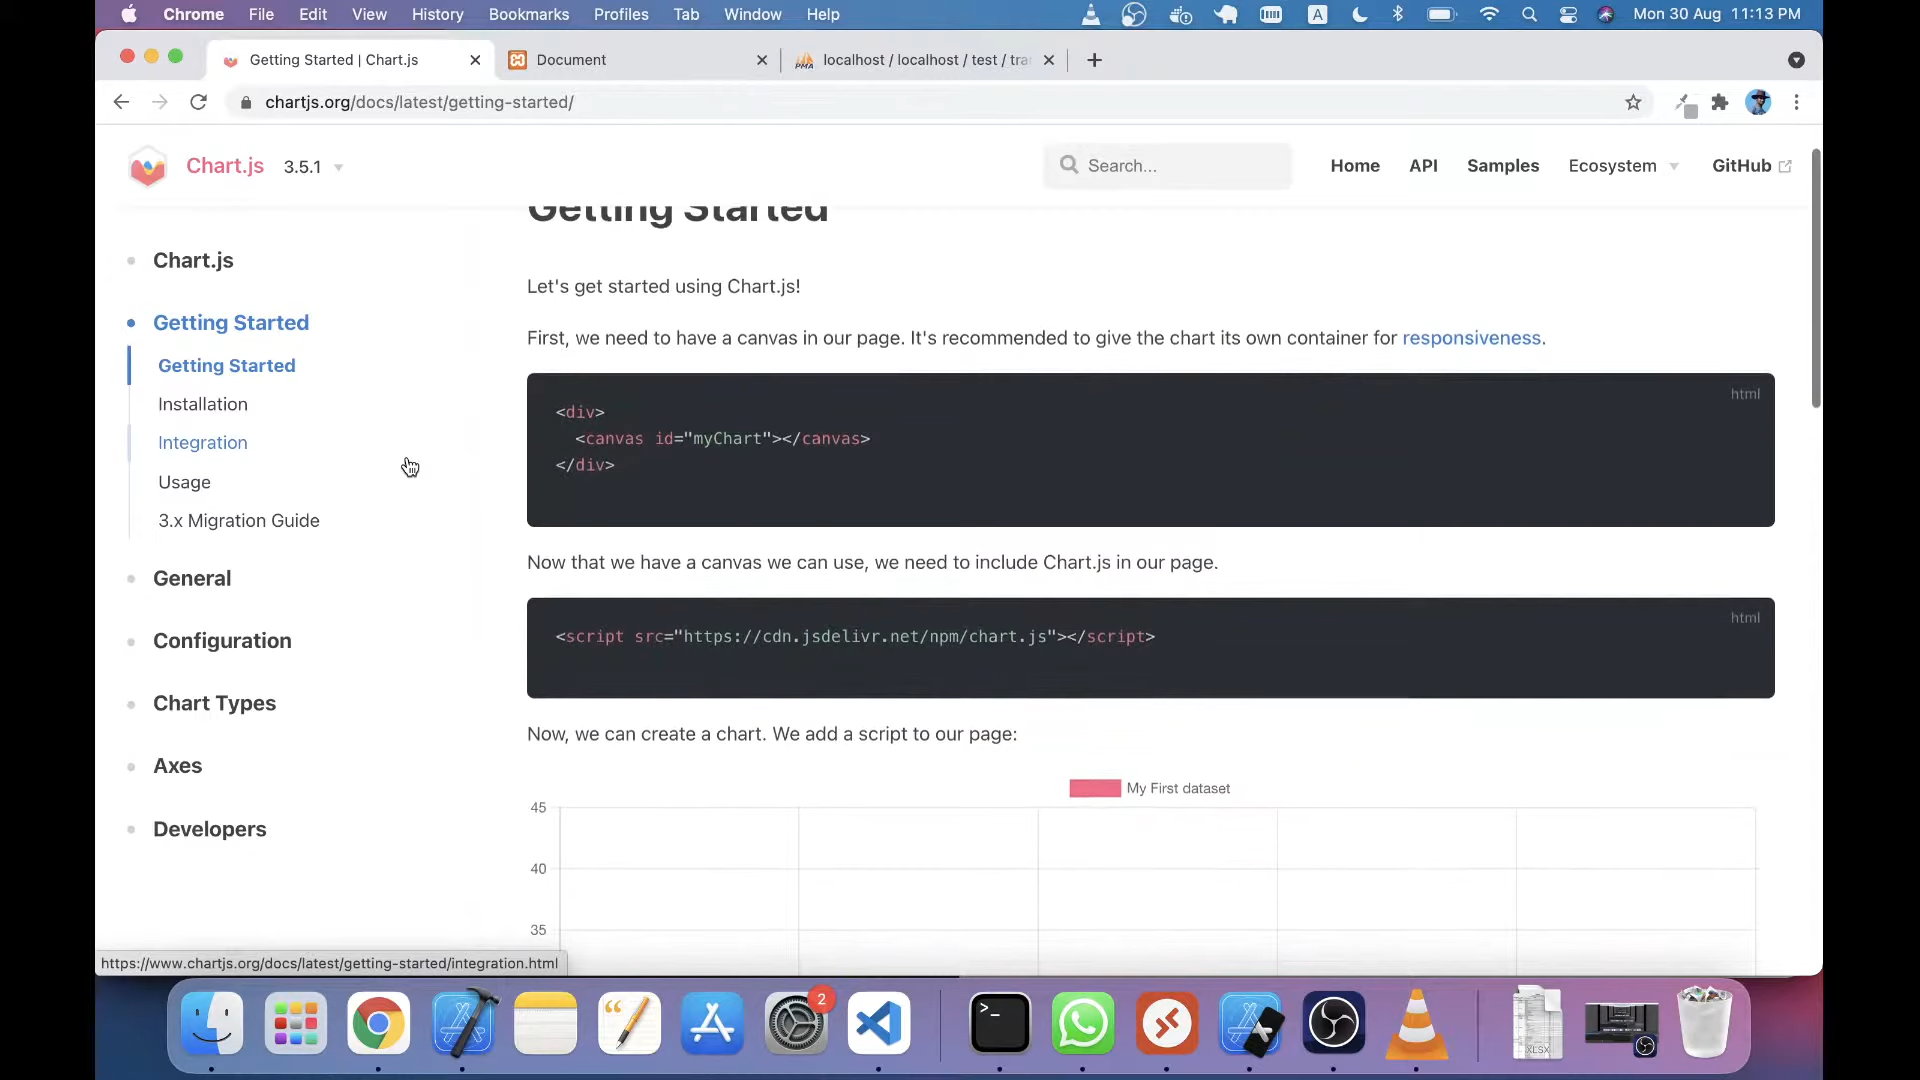 Chrome File Edit View History Bookmarks Profiles Tab Window Help
A
Mon 30 Aug 11:13 PM
Getting Started | Chart.js
Document
PMA
localhost / localhost / test / tra
chartjs.org/docs/latest/getting-started/
Chart.js 3.5.1
Search...
Home API Samples Ecosystem GitHub
Getting Started
Chart.js
Getting Started
Getting Started
Installation
Integration
Usage
3.x Migration Guide
General
Configuration
Chart Types
Axes
Developers
Let's get started using Chart.js!
First, we need to have a canvas in our page. It's recommended to give the chart its own container for responsiveness.
html
<div>
<canvas id="myChart"></canvas>
</div>
Now that we have a canvas we can use, we need to include Chart.js in our page.
html
<script src="https://cdn.jsdelivr.net/npm/chart.js"></script>
Now, we can create a chart. We add a script to our page:
My First dataset
45
40
35
https://www.chartjs.org/docs/latest/getting-started/integration.html
2
>_
XLSX